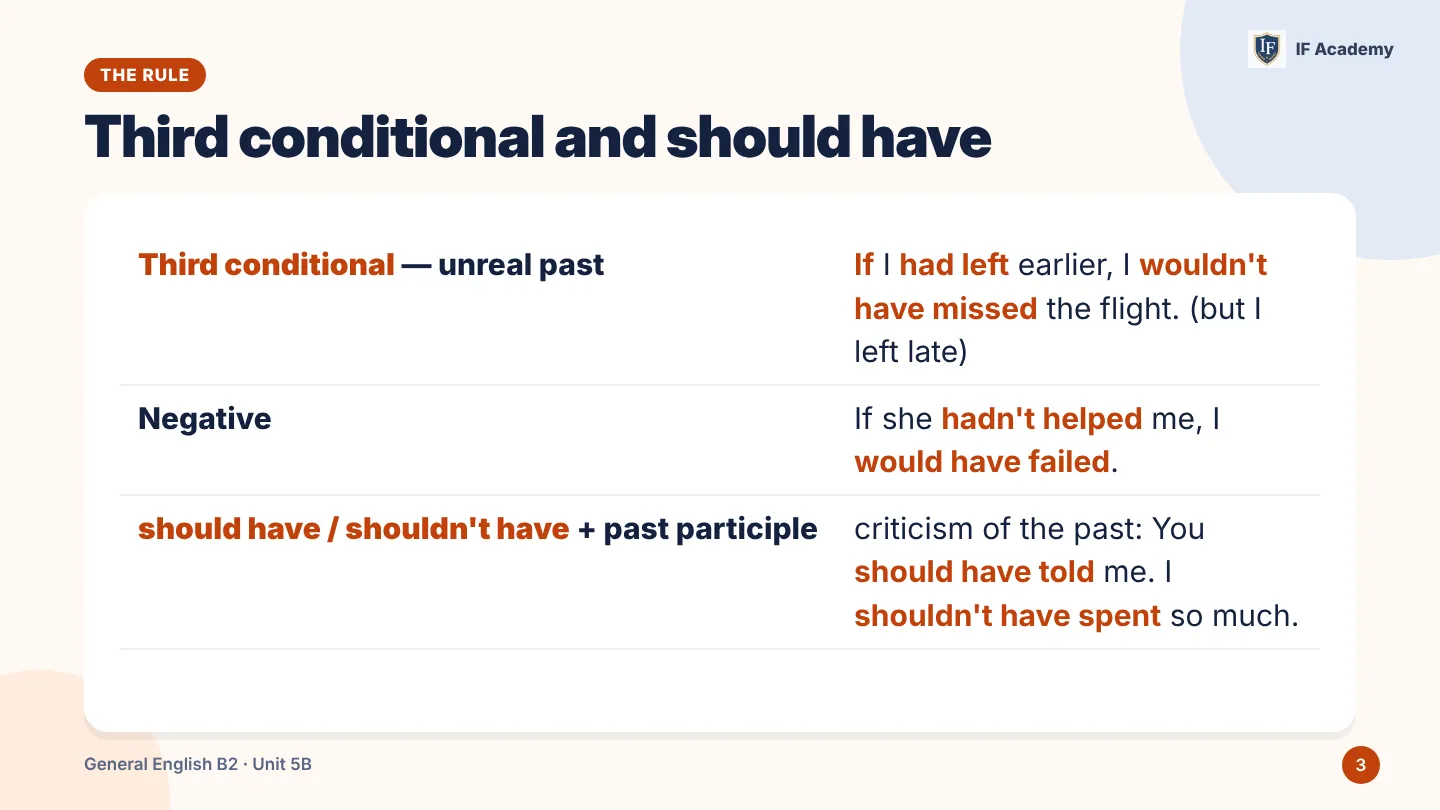 IF
IF Academy
THE RULE
Third conditional and should have
Third conditional — unreal past
If I had left earlier, I wouldn't
have missed the flight. (but I
left late)
Negative
If she hadn't helped me, I
would have failed.
should have / shouldn't have + past participle
criticism of the past: You
should have told me. I
shouldn't have spent so much.
General English B2 · Unit 5B
3